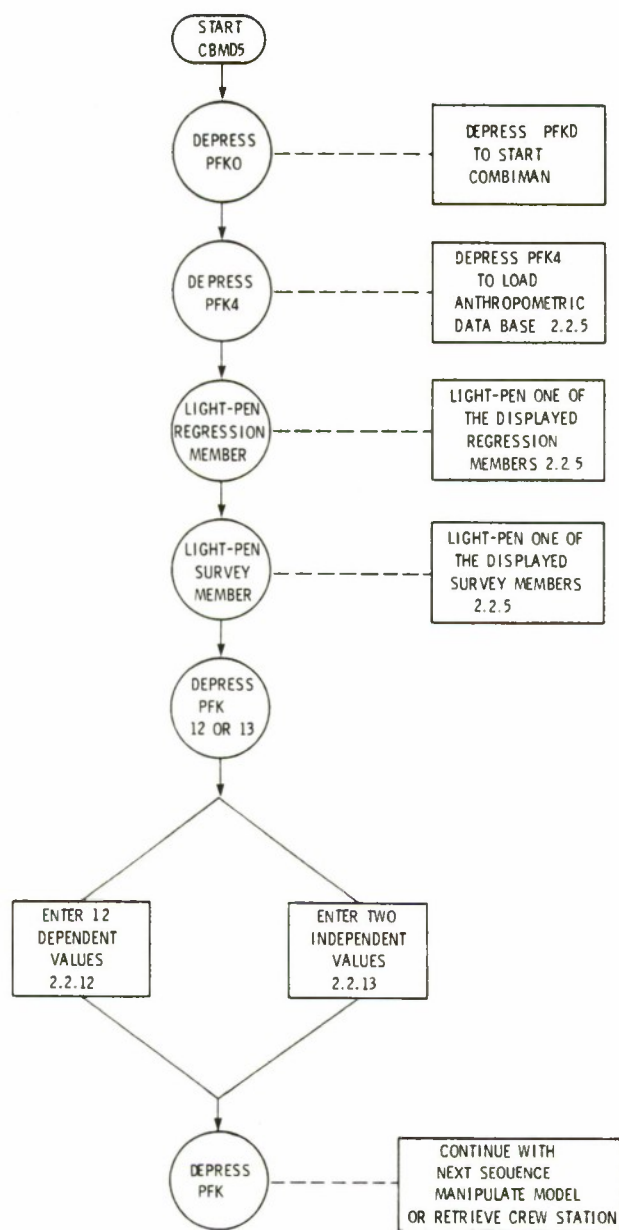 START
CBMD5
DEPRESS
PFK0
DEPRESS PFKD
TO START
COMBIMAN
DEPRESS
PFK4
DEPRESS PFK4
TO LOAD
ANTHROPOMETRIC
DATA BASE 2.2.5
LIGHT-PEN
REGRESSION
MEMBER
LIGHT-PEN ONE OF
THE DISPLAYED
REGRESSION
MEMBERS 2.2.5
LIGHT-PEN
SURVEY
MEMBER
LIGHT-PEN ONE OF
THE DISPLAYED
SURVEY MEMBERS
2.2.5
DEPRESS
PFK
12 OR 13
ENTER 12
DEPENDENT
VALUES
2.2.12
ENTER TWO
INDEPENDENT
VALUES
2.2.13
DEPRESS
PFK
CONTINUE WITH
NEXT SEQUENCE
MANIPULATE MODEL
OR RETRIEVE CREW STATION